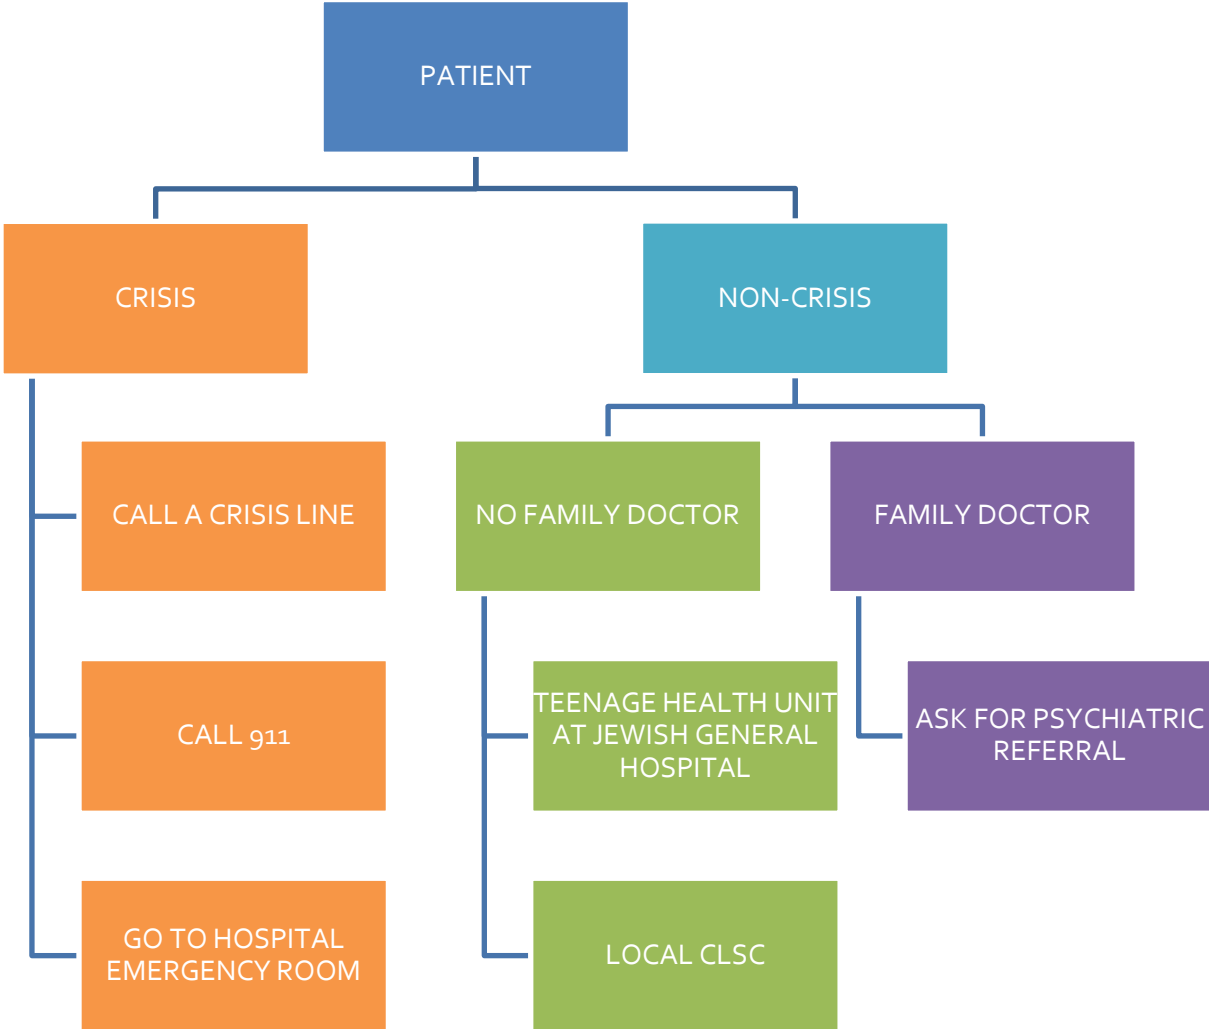 PATIENT
CRISIS
NON-CRISIS
CALL A CRISIS LINE
NO FAMILY DOCTOR
FAMILY DOCTOR
CALL 911
TEENAGE HEALTH UNIT
AT JEWISH GENERAL
HOSPITAL
ASK FOR PSYCHIATRIC
REFERRAL
GO TO HOSPITAL
EMERGENCY ROOM
LOCAL CLSC